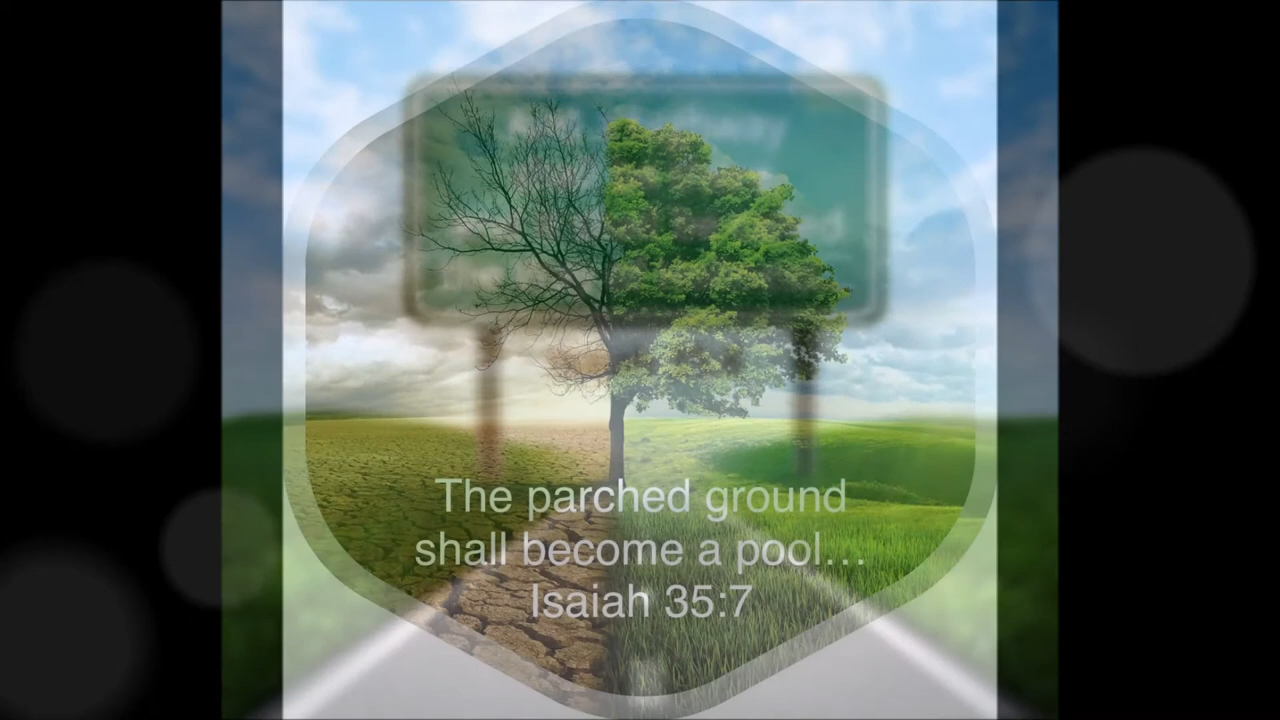 The parched ground
shall become a pool...
Isaiah 35:7